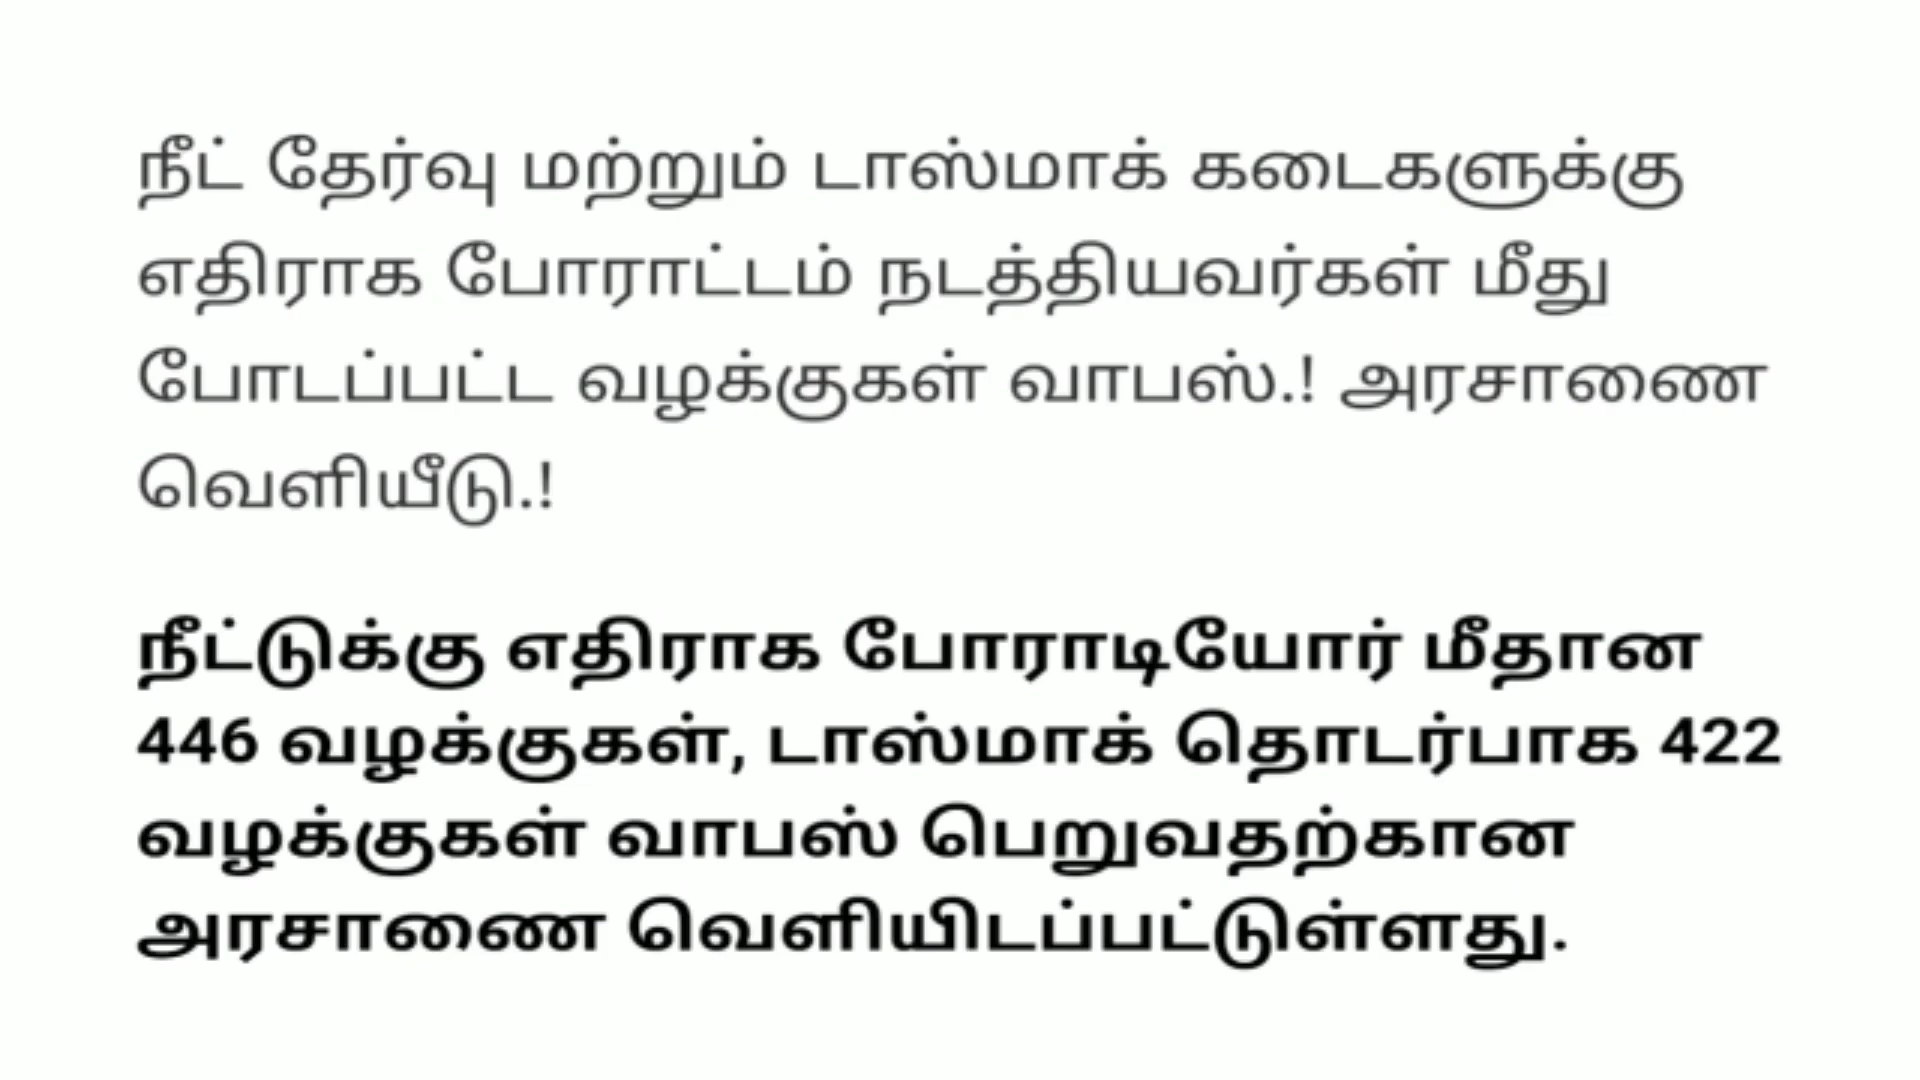 நீட் தேர்வு மற்றும் டாஸ்மாக் கடைகளுக்கு
எதிராக போராட்டம் நடத்தியவர்கள் மீது
போடப்பட்ட வழக்குகள் வாபஸ்.! அரசாணை
வெளியீடு.!
நீட்டுக்கு எதிராக போராடியோர் மீதான
446 வழக்குகள், டாஸ்மாக் தொடர்பாக 422
வழக்குகள் வாபஸ் பெறுவதற்கான
அரசாணை வெளியிடப்பட்டுள்ளது.